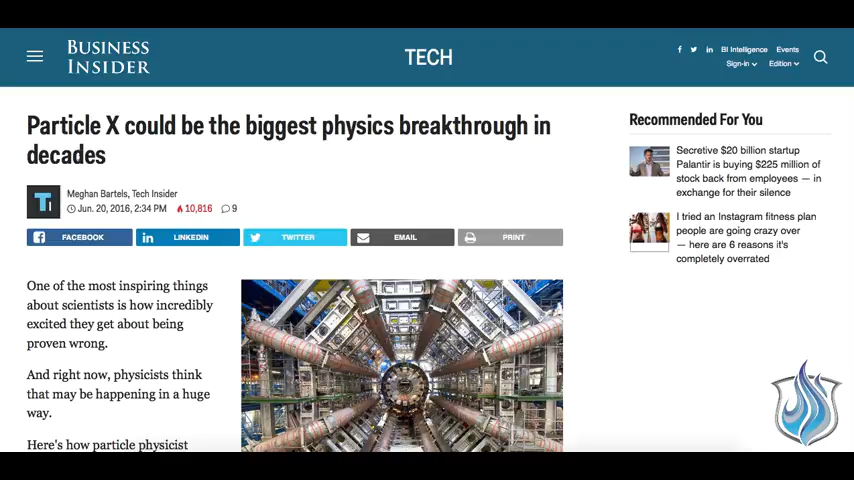 BUSINESS
INSIDER
TECH
BI Intelligence Events
Sign-in Edition
Particle X could be the biggest physics breakthrough in
decades
Meghan Bartels, Tech Insider
Jun. 20, 2016, 2:34 PM 10,816 9
FACEBOOK LINKEDIN TWITTER EMAIL PRINT
One of the most inspiring things
about scientists is how incredibly
excited they get about being
proven wrong.
And right now, physicists think
that may be happening in a huge
way.
Here's how particle physicist
Recommended For You
Secretive $20 billion startup
Palantir is buying $225 million of
stock back from employees — in
exchange for their silence
I tried an Instagram fitness plan
people are going crazy over
— here are 6 reasons it's
completely overrated